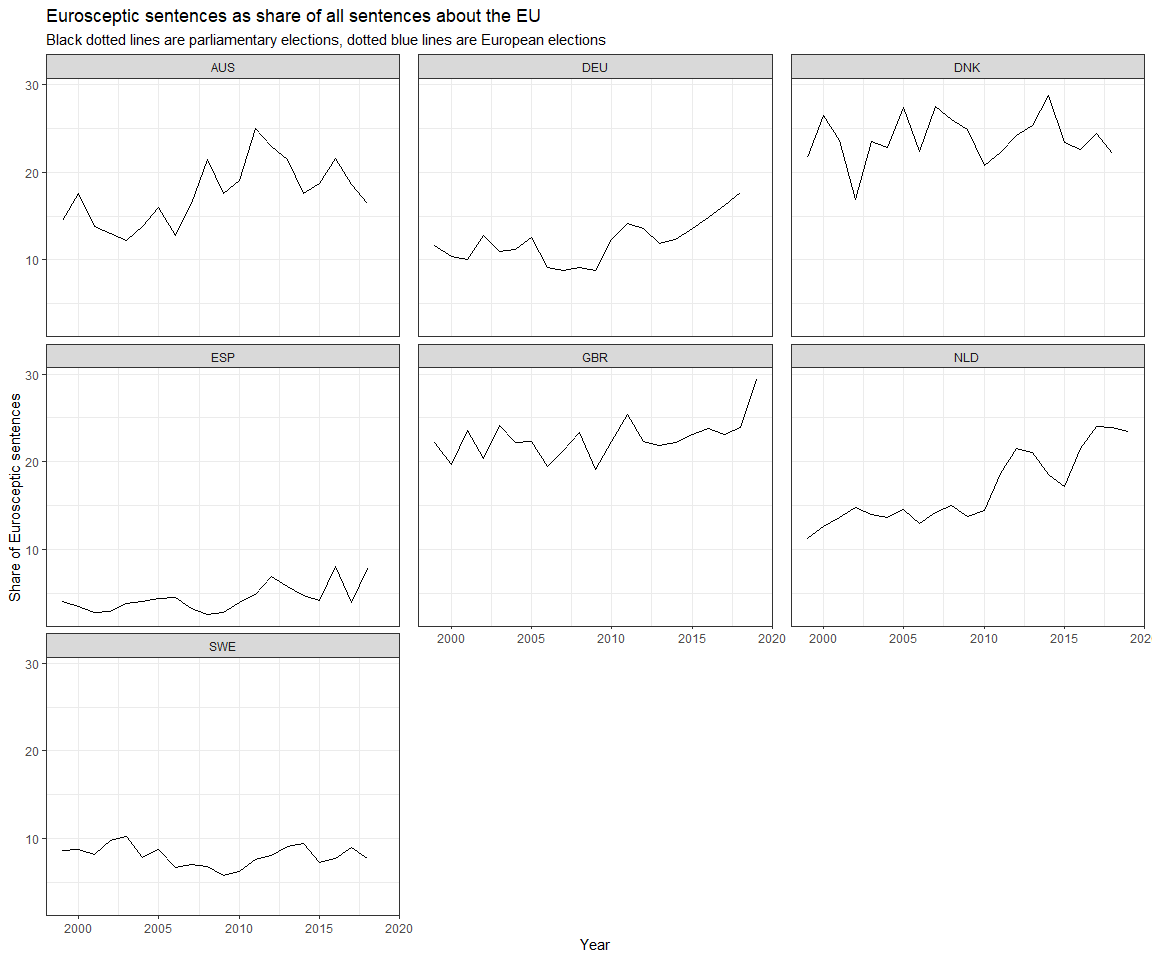 Eurosceptic sentences as share of all sentences about the EU
Black dotted lines are parliamentary elections, dotted blue lines are European elections
AUS
DEU
DNK
30
20
10
ESP
GBR
NLD
30
20
10
Share of Eurosceptic sentences
2000 2005 2010 2015 2020
2000 2005 2010 2015 202
SWE
30
20
10
2000 2005 2010 2015 2020
Year